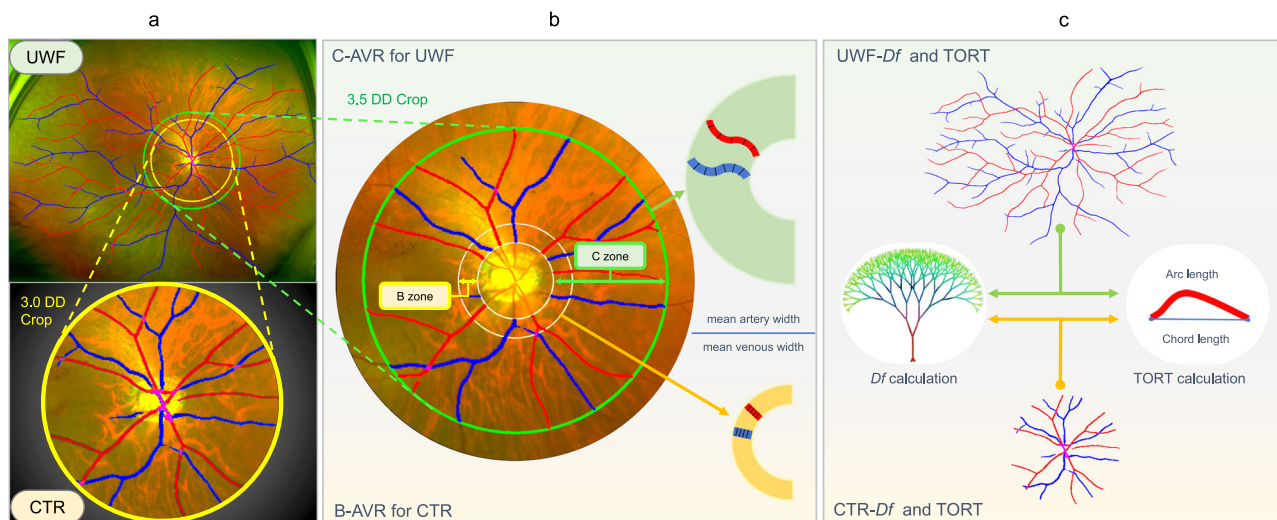 a
b
c
UWF
3.0 DD
Crop
CTR
C-AVR for UWF
3.5 DD Crop
C zone
B zone
mean artery width
mean venous width
B-AVR for CTR
UWF-Df and TORT
Arc length
Chord length
Df calculation
TORT calculation
CTR-Df and TORT